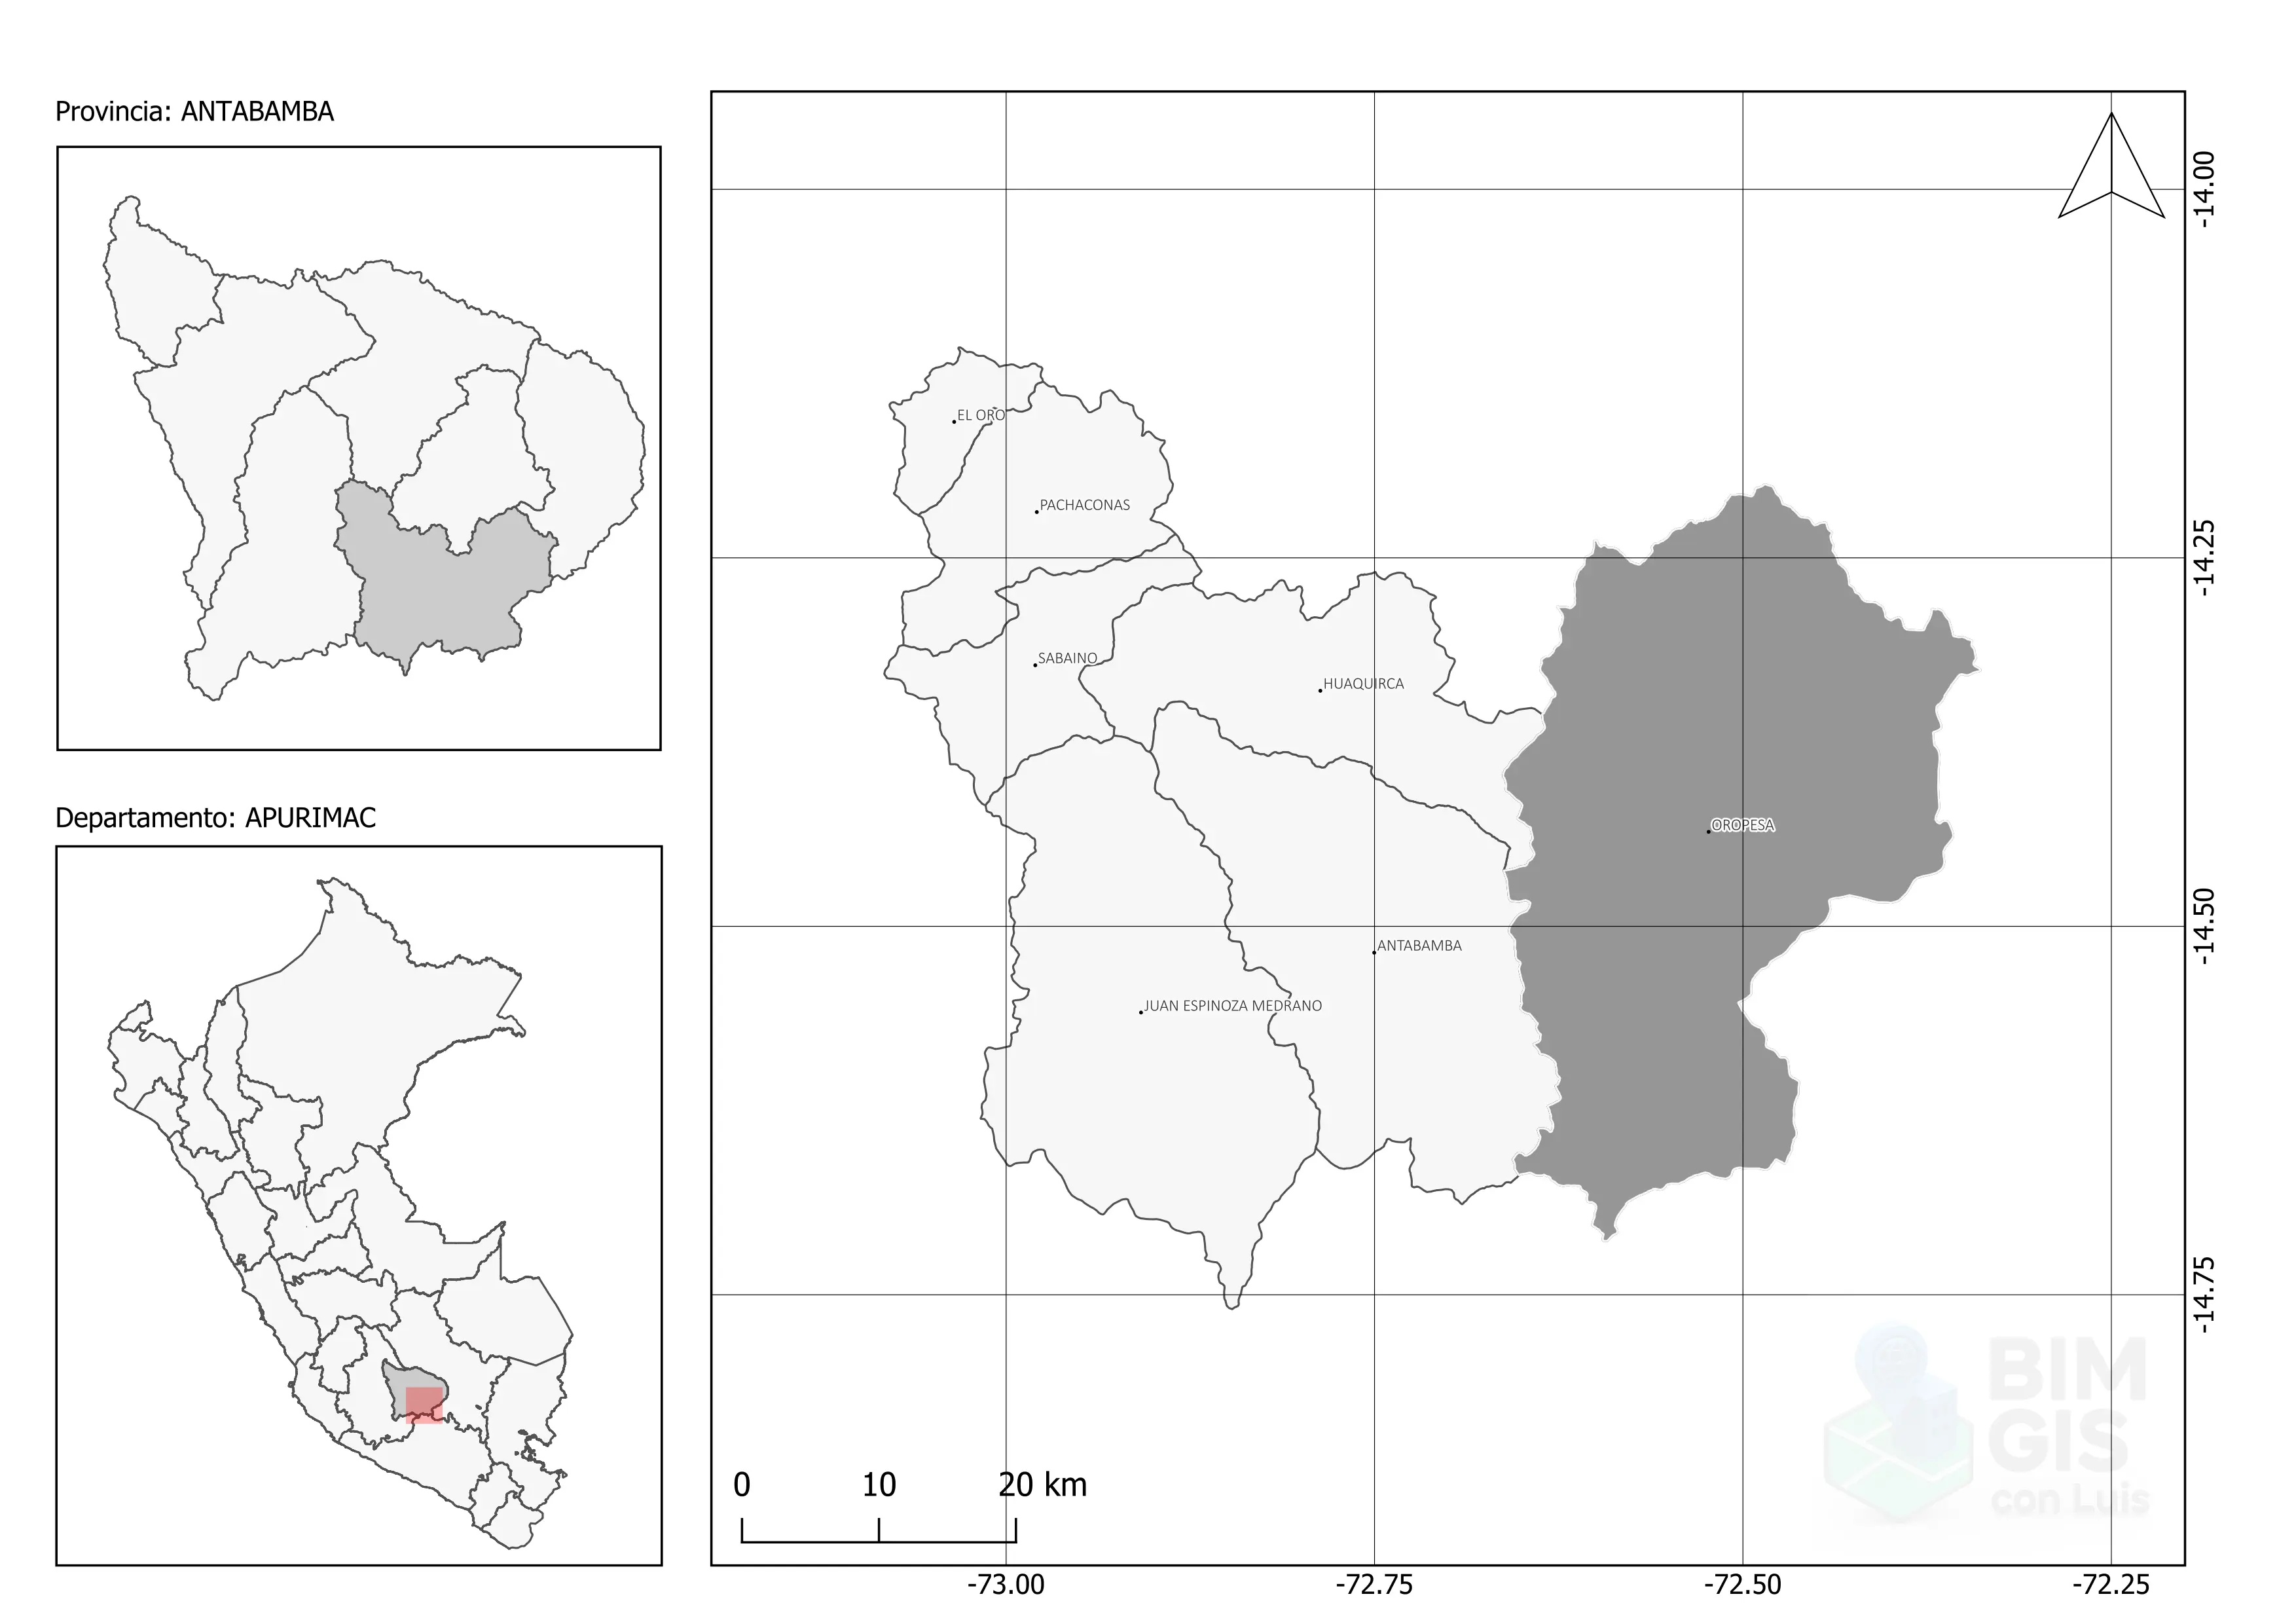 Provincia: ANTABAMBA
Departamento: APURIMAC
EL ORO
PACHACONAS
SABAINO
HUAQUIRCA
OROPESA
ANTABAMBA
JUAN ESPINOZA MEDRANO
-14.00
-14.25
-14.50
-14.75
BIM
GIS
con Luis
0 10 20 km
-73.00 -72.75 -72.50 -72.25